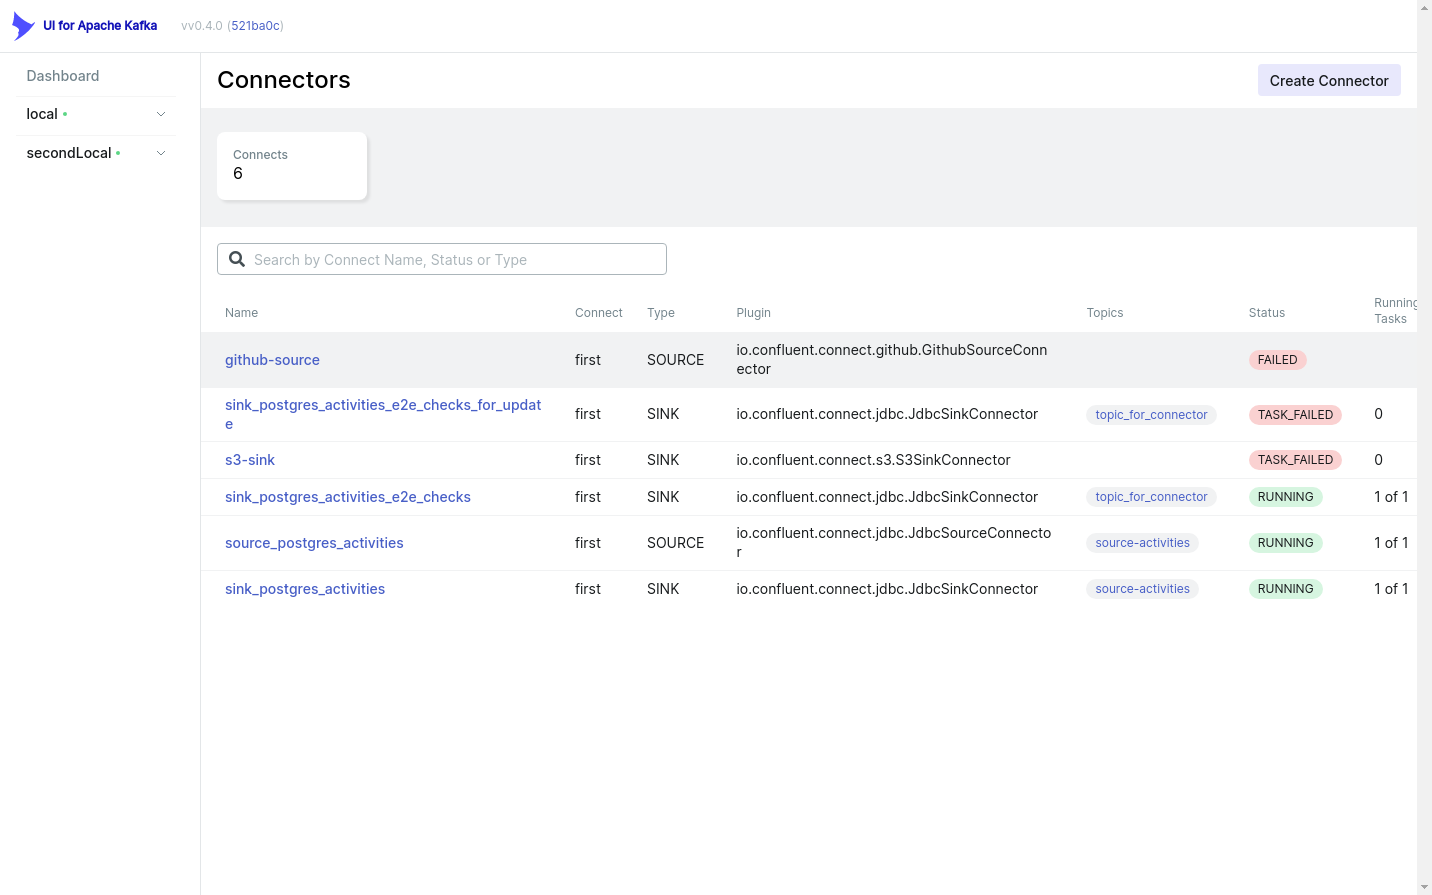 UI for Apache Kafka vv0.4.0 (521ba0c)
Dashboard
local
secondLocal
Connectors
Create Connector
Connects
6
Search by Connect Name, Status or Type
Name Connect Type Plugin Topics Status Running
Tasks
github-source first SOURCE io.confluent.connect.github.GithubSourceConn
ector FAILED
sink_postgres_activities_e2e_checks_for_updat
e first SINK io.confluent.connect.jdbc.JdbcSinkConnector topic_for_connector TASK_FAILED 0
s3-sink first SINK io.confluent.connect.s3.S3SinkConnector TASK_FAILED 0
sink_postgres_activities_e2e_checks first SINK io.confluent.connect.jdbc.JdbcSinkConnector topic_for_connector RUNNING 1 of 1
source_postgres_activities first SOURCE io.confluent.connect.jdbc.JdbcSourceConnecto
r source-activities RUNNING 1 of 1
sink_postgres_activities first SINK io.confluent.connect.jdbc.JdbcSinkConnector source-activities RUNNING 1 of 1